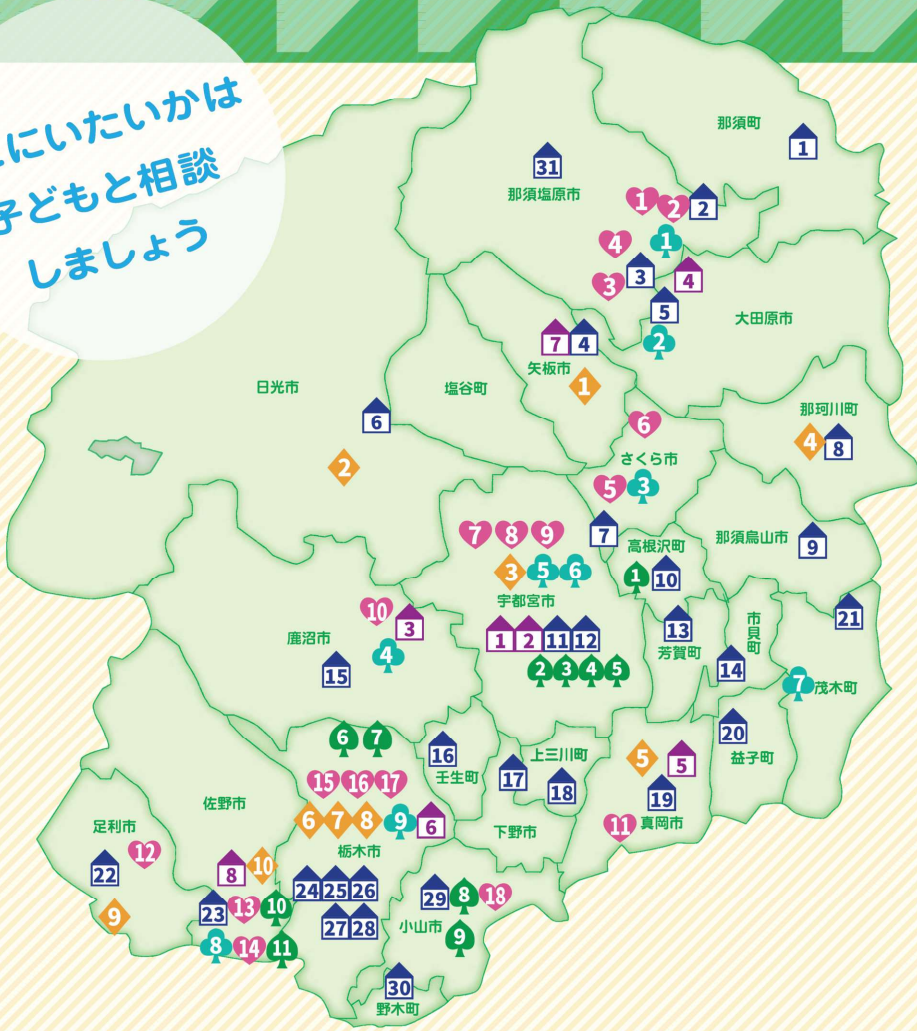 にいたいかは
子どもと相談
しましょう
那須町
1
31
那須塩原市
1 2 2
4 1
3 3 4
5
大田原市
2
7 4
矢板市
1
日光市
塩谷町
6
2
那珂川町
4 8
6
さくら市
5 3
7 8 9
7
高根沢町
1 10
那須烏山市
9
3 5 6
宇都宮市
10 3
鹿沼市
4
15
1 2 11 12
2 3 4 5
13
芳賀町
市貝町
14
21
7 茂木町
20
益子町
6 7
16
壬生町
上三川町
17 18
下野市
5 5
19
11 真岡市
15 16 17
6 7 8 9 6
栃木市
佐野市
足利市
12
22
9
8 10
23 13 10
8 14 11
24 25 26
27 28
29 8 18
小山市
9
30
野木町